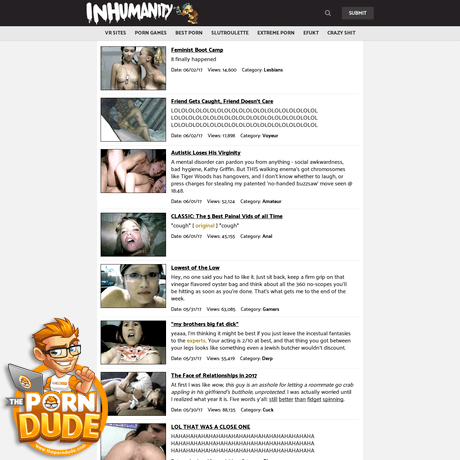 INHUMANITY
SUBMIT
VR SITES PORN GAMES BEST PORN SLUTROULETTE EXTREME PORN EFUKT CRAZY SHIT
Feminist Boot Camp
It finally happened
Date: 06/02/17 Views: 14,600 Category: Lesbians
Friend Gets Caught, Friend Doesn't Care
LOLOLOLOLOLOLOLOLOLOLOLOLOLOLOLOLOLOLOLOL
LOLOLOLOLOLOLOLOLOLOLOLOLOLOLOLOLOLOLOLOL
LOLOLOLOLOLOLOLOLOLOLOLOLOLOLOLOLOLOLOLOL
Date: 06/02/17 Views: 17,898 Category: Voyeur
Autistic Loses His Virginity
A mental disorder can pardon you from anything - social awkwardness,
bad hygiene, Kathy Griffin. But THIS walking enema's got chromosomes
like Tiger Woods has hangovers, and I don't know whether to laugh, or
press charges for stealing my patented 'no-handed buzzsaw' move seen @
18:48.
Date: 06/01/17 Views: 52,124 Category: Amateur
CLASSIC: The 5 Best Painal Vids of all Time
*cough* [ original ] *cough*
Date: 06/01/17 Views: 45,155 Category: Anal
Lowest of the Low
Hey, no one said you had to like it. Just sit back, keep a firm grip on that
vinegar flavored oyster bag and think about all the 360 no-scopes you'll
be hitting as soon as you're done. That's what gets me to the end of the
week.
Date: 05/31/17 Views: 63,085 Category: Gamers
"my brothers big fat dick"
yeaaa, I'm thinking it might be best if you just leave the incestual fantasies
to the experts. Your acting is 2/10 at best, and that thing you got between
your legs looks like something even a Jewish butcher wouldn't discount.
Date: 05/31/17 Views: 55,419 Category: Derp
The Face of Relationships in 2017
At first I was like wow, this guy is an asshole for letting a roommate go crab
appling in his girlfriend's butthole, unprotected. I was actually worried until
I realized what year it is. Five words y'all: still better than fidget spinning.
Date: 05/30/17 Views: 88,135 Category: Cuck
LOL THAT WAS A CLOSE ONE
HAHAHAHAHAHAHAHAHAHAHAHAHAHAHAHAHAHAHA
HAHAHAHAHAHAHAHAHAHAHAHAHAHAHAHAHAHAHA
HAHAHAHAHAHAHAHAHAHAHAHAHAHAHAHAHAHAHA
THE
PORN
DUDE
www.theporndude.com